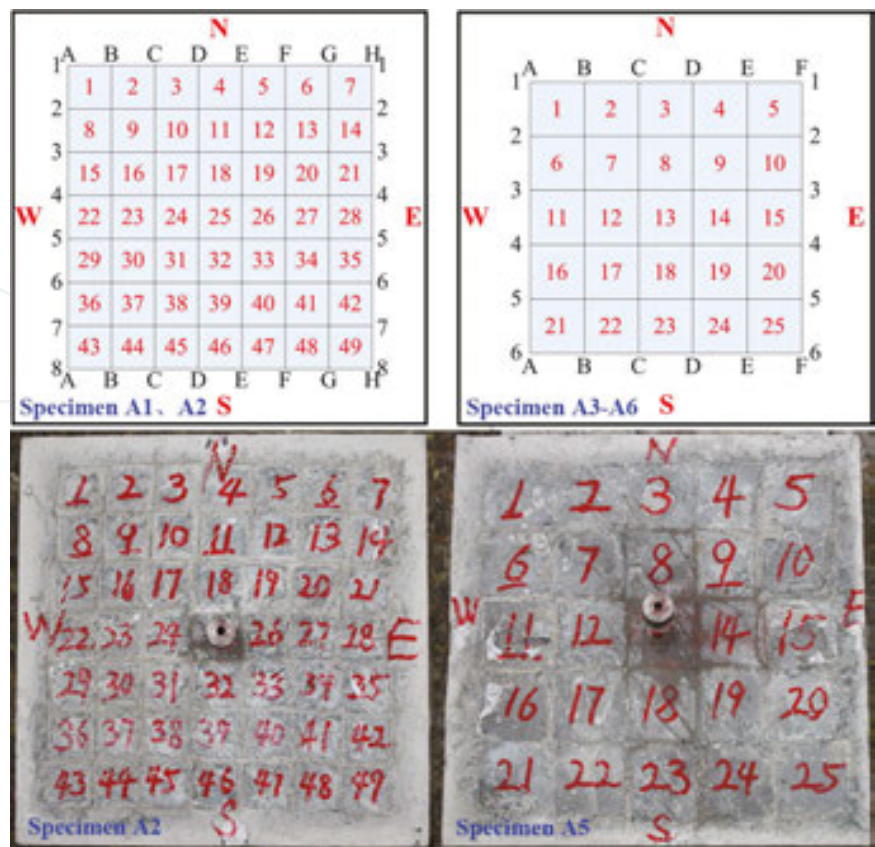 N
A B C D E F G H
1 1 2 3 4 5 6 7 1
2 2
8 9 10 11 12 13 14
3 3
15 16 17 18 19 20 21
4 4
W 22 23 24 25 26 27 28 E
5 5
29 30 31 32 33 34 35
6 6
36 37 38 39 40 41 42
7 7
43 44 45 46 47 48 49
8 8
A B C D E F G H
Specimen A1、A2 S
N
A B C D E F
1 1
1 2 3 4 5
2 2
6 7 8 9 10
3 3
W 11 12 13 14 15 E
4 4
16 17 18 19 20
5 5
21 22 23 24 25
6 6
A B C D E F
Specimen A3-A6 S
N
1 2 3 4 5 6 7
8 9 10 11 12 13 14
15 16 17 18 19 20 21
W 22 23 24 26 27 28 E
29 30 31 32 33 34 35
36 37 38 39 40 41 42
43 44 45 46 47 48 49
Specimen A2 S
N
1 2 3 4 5
6 7 8 9 10
W 11 12 14 15 E
16 17 18 19 20
21 22 23 24 25
Specimen A5 S